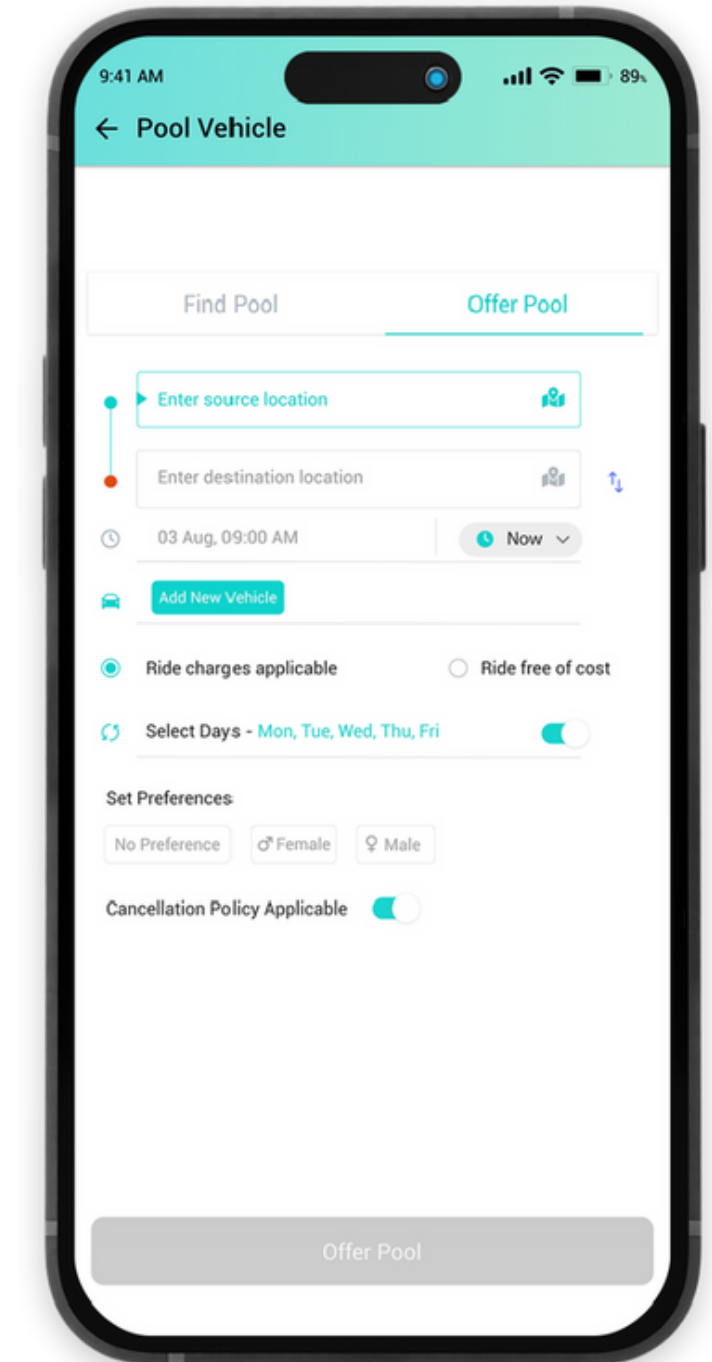 9:41 AM 89%
← Pool Vehicle
Find Pool Offer Pool
Enter source location
Enter destination location
03 Aug, 09:00 AM Now
Add New Vehicle
Ride charges applicable Ride free of cost
Select Days - Mon, Tue, Wed, Thu, Fri
Set Preferences
No Preference ♂ Female ♀ Male
Cancellation Policy Applicable
Offer Pool